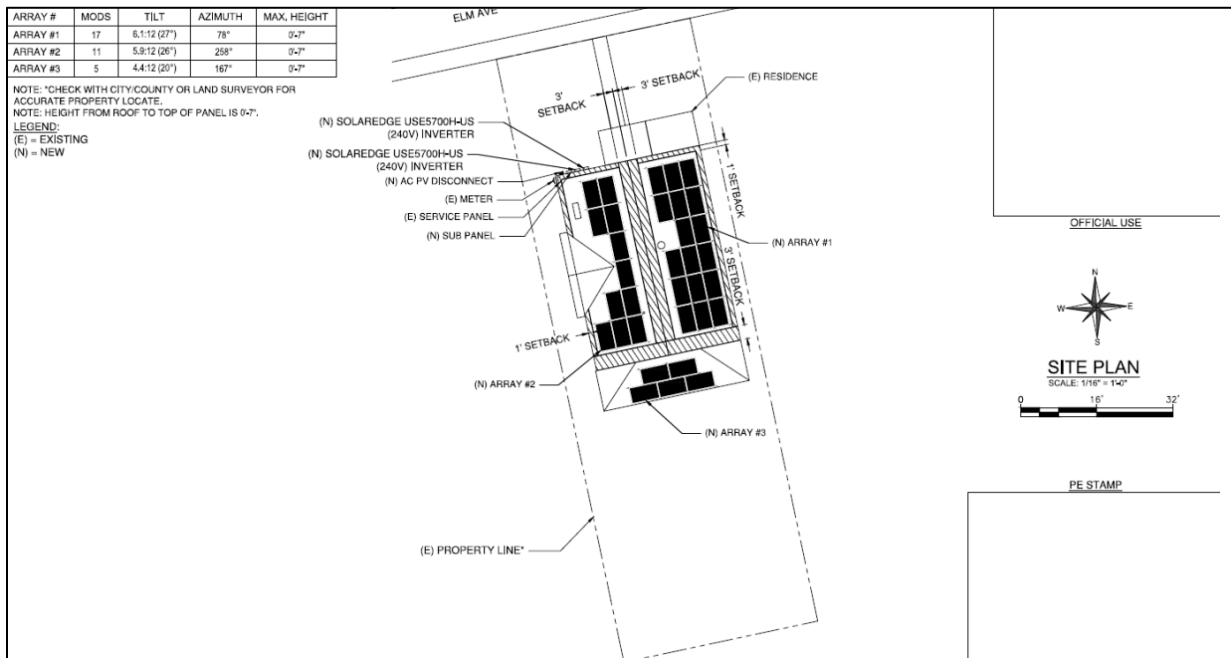 ARRAY # MODS TILT AZIMUTH MAX. HEIGHT
ARRAY #1 17 6.1:12 (27°) 78° 0'-7"
ARRAY #2 11 5.9:12 (26°) 258° 0'-7"
ARRAY #3 5 4.4:12 (20°) 167° 0'-7"
NOTE: *CHECK WITH CITY/COUNTY OR LAND SURVEYOR FOR
ACCURATE PROPERTY LOCATE.
NOTE: HEIGHT FROM ROOF TO TOP OF PANEL IS 0'-7".
LEGEND:
(E) = EXISTING
(N) = NEW
ELM AVE
3'
SETBACK
3' SETBACK
(E) RESIDENCE
(N) SOLAREDGE USE5700H-US
(240V) INVERTER
(N) SOLAREDGE USE5700H-US
(240V) INVERTER
(N) AC PV DISCONNECT
(E) METER
(E) SERVICE PANEL
(N) SUB PANEL
1' SETBACK
(N) ARRAY #1
3' SETBACK
1' SETBACK
(N) ARRAY #2
(N) ARRAY #3
(E) PROPERTY LINE*
OFFICIAL USE
N
W E
S
SITE PLAN
SCALE: 1/16" = 1'-0"
0 16' 32'
PE STAMP